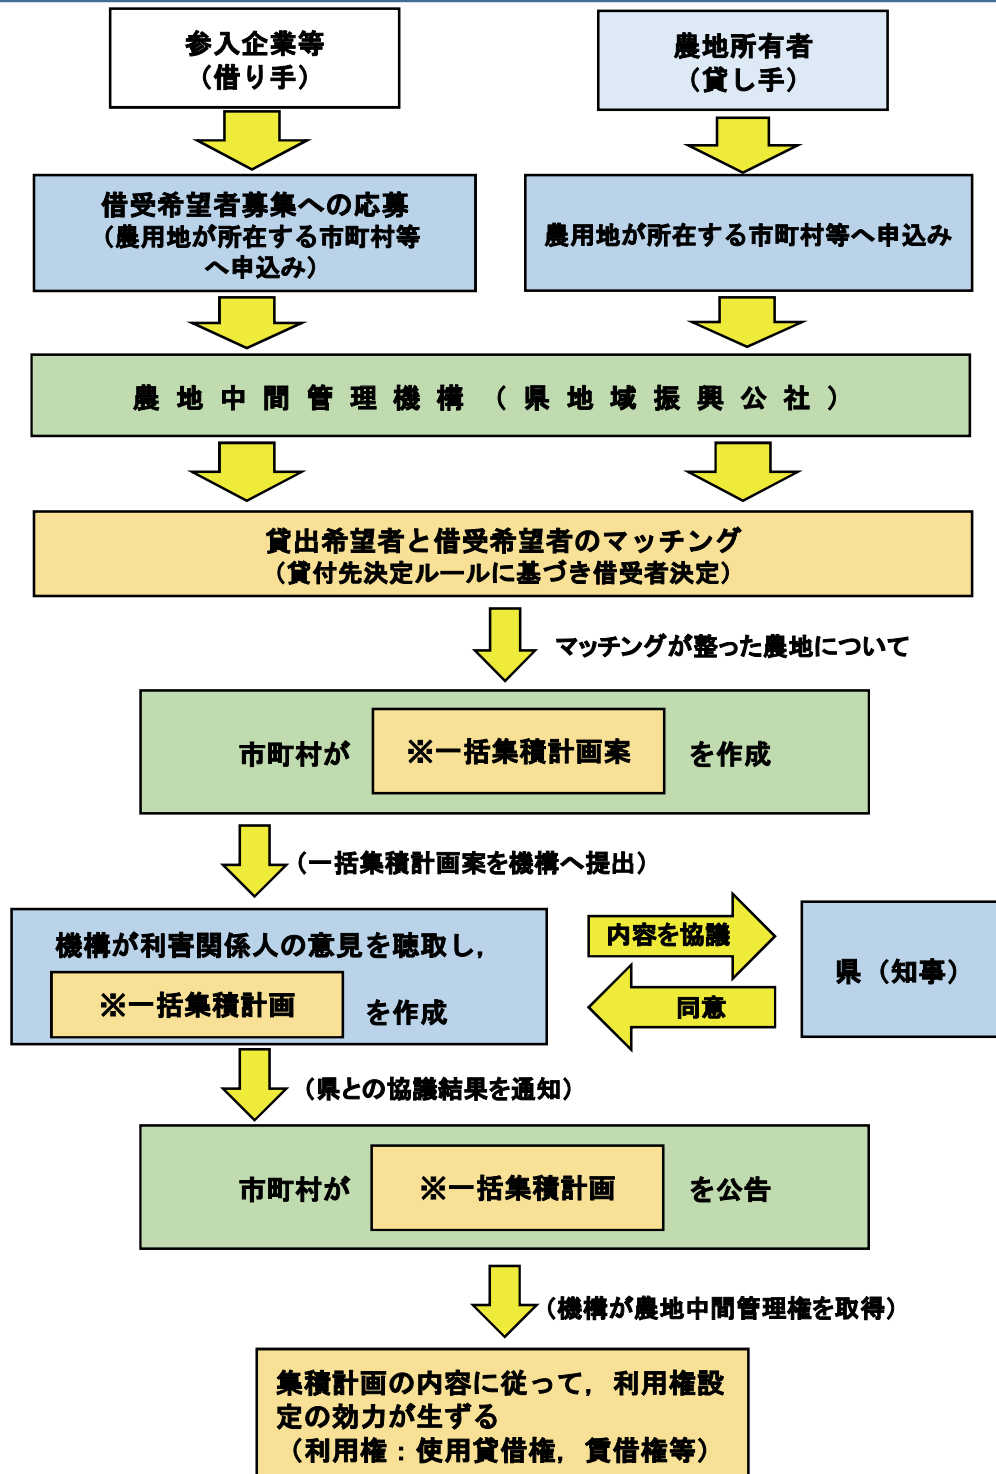 参入企業等
（借り手）
農地所有者
（貸し手）
借受希望者募集への応募
（農用地が所在する市町村等
へ申込み）
農用地が所在する市町村等へ申込み
農地中間管理機構（県地域振興公社）
貸出希望者と借受希望者のマッチング
（貸付先決定ルールに基づき借受者決定）
マッチングが整った農地について
市町村が ※一括集積計画案 を作成
（一括集積計画案を機構へ提出）
機構が利害関係人の意見を聴取し，
※一括集積計画 を作成
内容を協議
同意
県（知事）
（県との協議結果を通知）
市町村が ※一括集積計画 を公告
（機構が農地中間管理権を取得）
集積計画の内容に従って，利用権設
定の効力が生ずる
（利用権：使用貸借権，賃借権等）